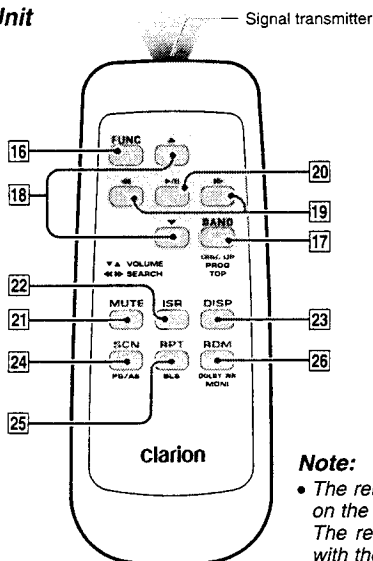 Unit
Signal transmitter
16
FUNC
18
20
19
BAND
17
DISC UP
PROG
TOP
▼▲ VOLUME
◀◀ ▶▶ SEARCH
22
MUTE ISR DISP
21
23
SCN RPT RDM
24
26
PS/AS BLS DOLBY NR
MONI
25
clarion
Note:
• The re
on the
The re
with the